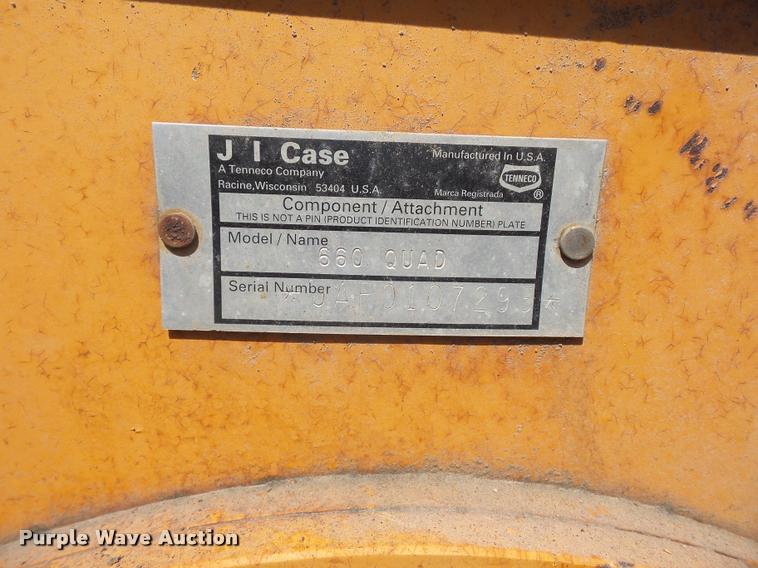 J I Case
A Tenneco Company
Racine,Wisconsin 53404 U.S.A.
Manufactured In U.S.A.
TENNECO
Marca Registrada ®
Component/Attachment
THIS IS NOT A PIN (PRODUCT IDENTIFICATION NUMBER) PLATE
Model/Name
660 QUAD
Serial Number
*JAF0107293*
Purple Wave Auction